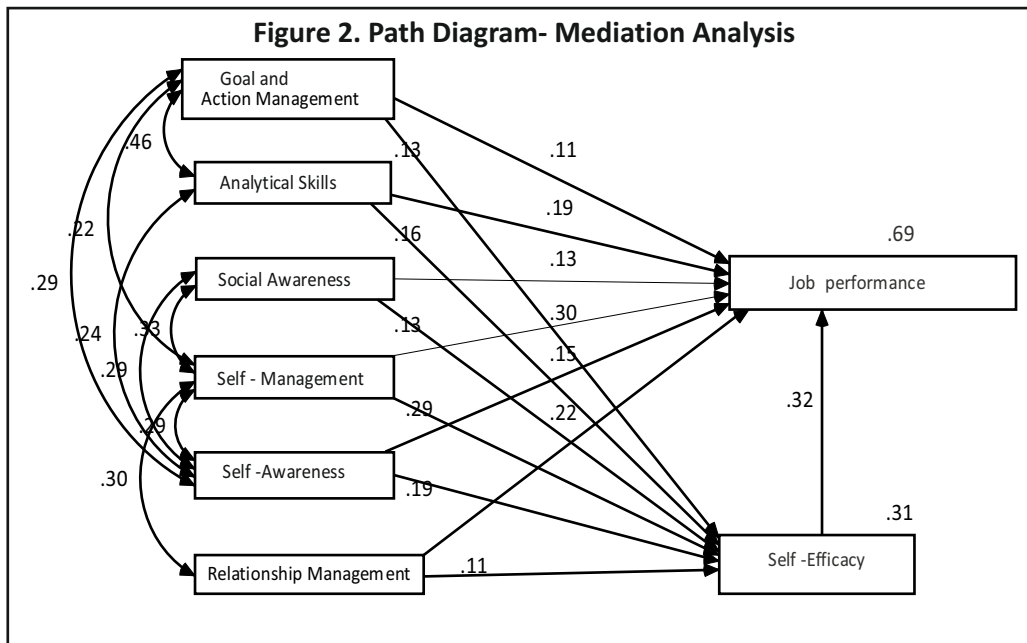 Figure 2. Path Diagram- Mediation Analysis
Goal and
Action Management
.46
.13
.11
Analytical Skills
.19
.22
.16
.69
.29
Social Awareness
.13
Job performance
.24
.33
.13
.30
.29
Self - Management
.15
.29
.22
.32
.29
Self -Awareness
.30
.19
.31
Relationship Management
.11
Self -Efficacy